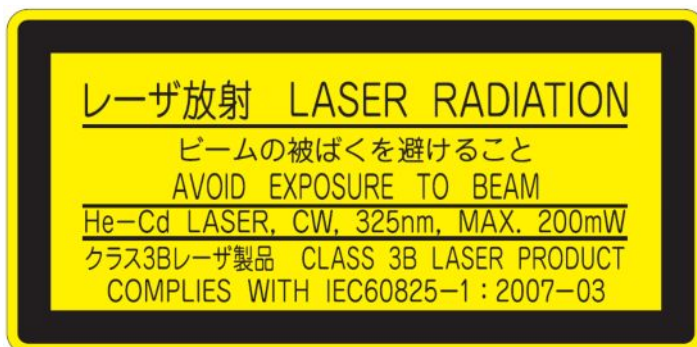 レーザ放射 LASER RADIATION
ビームの被ばくを避けること
AVOID EXPOSURE TO BEAM
He-Cd LASER, CW, 325nm, MAX. 200mW
クラス3Bレーザ製品 CLASS 3B LASER PRODUCT
COMPLIES WITH IEC60825-1：2007-03